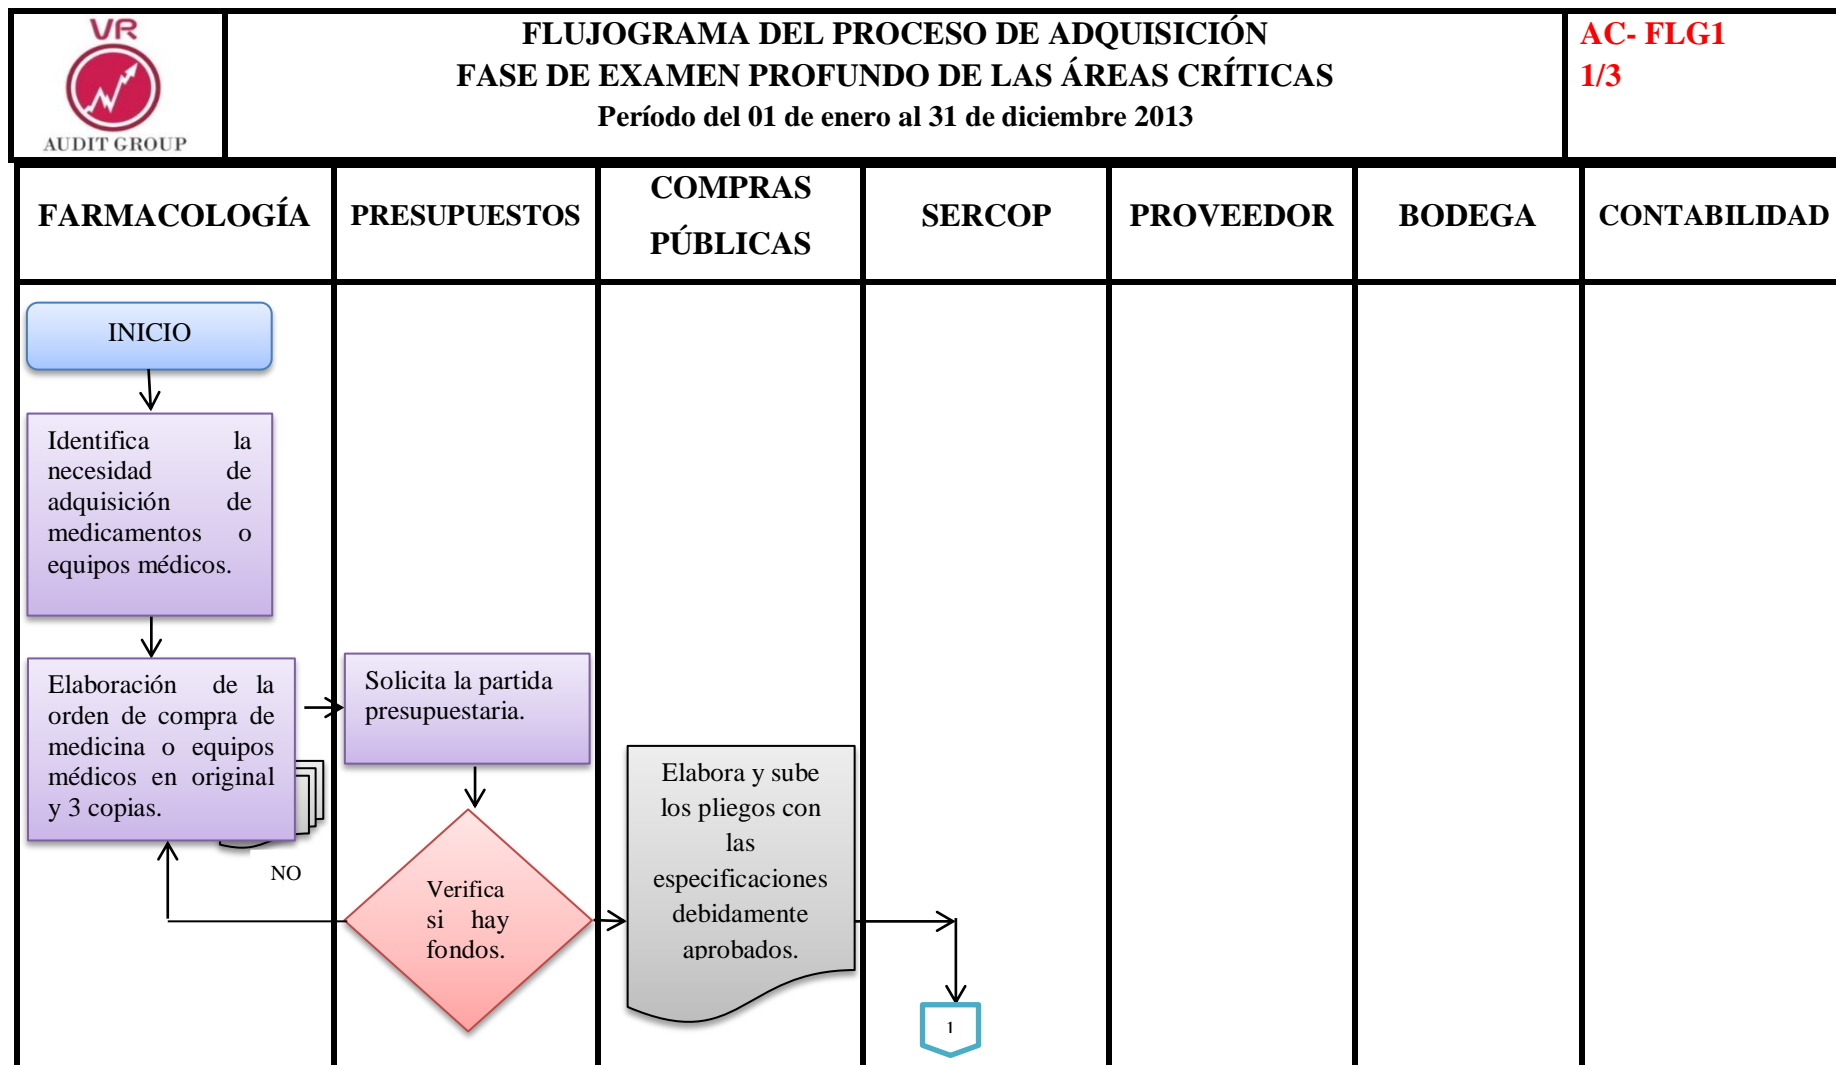 VR
AUDIT GROUP
FLUJOGRAMA DEL PROCESO DE ADQUISICIÓN
FASE DE EXAMEN PROFUNDO DE LAS ÁREAS CRÍTICAS
Período del 01 de enero al 31 de diciembre 2013
AC- FLG1
1/3
FARMACOLOGÍA
PRESUPUESTOS
COMPRAS
PÚBLICAS
SERCOP
PROVEEDOR
BODEGA
CONTABILIDAD
INICIO
Identifica la
necesidad de
adquisición de
medicamentos o
equipos médicos.
Elaboración de la
orden de compra de
medicina o equipos
médicos en original
y 3 copias.
NO
Solicita la partida
presupuestaria.
Verifica
si hay
fondos.
Elabora y sube
los pliegos con
las
especificaciones
debidamente
aprobados.
1